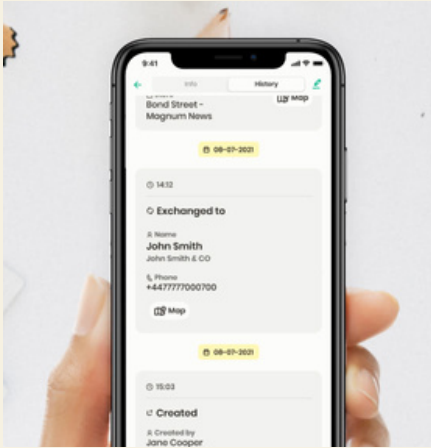 9:41
Info
History
Bond Street -
Magnum News
Map
08-07-2021
14:12
Exchanged to
Name
John Smith
John Smith & CO
Phone
+4477777000700
Map
08-07-2021
15:03
Created
Created by
Jane Cooper